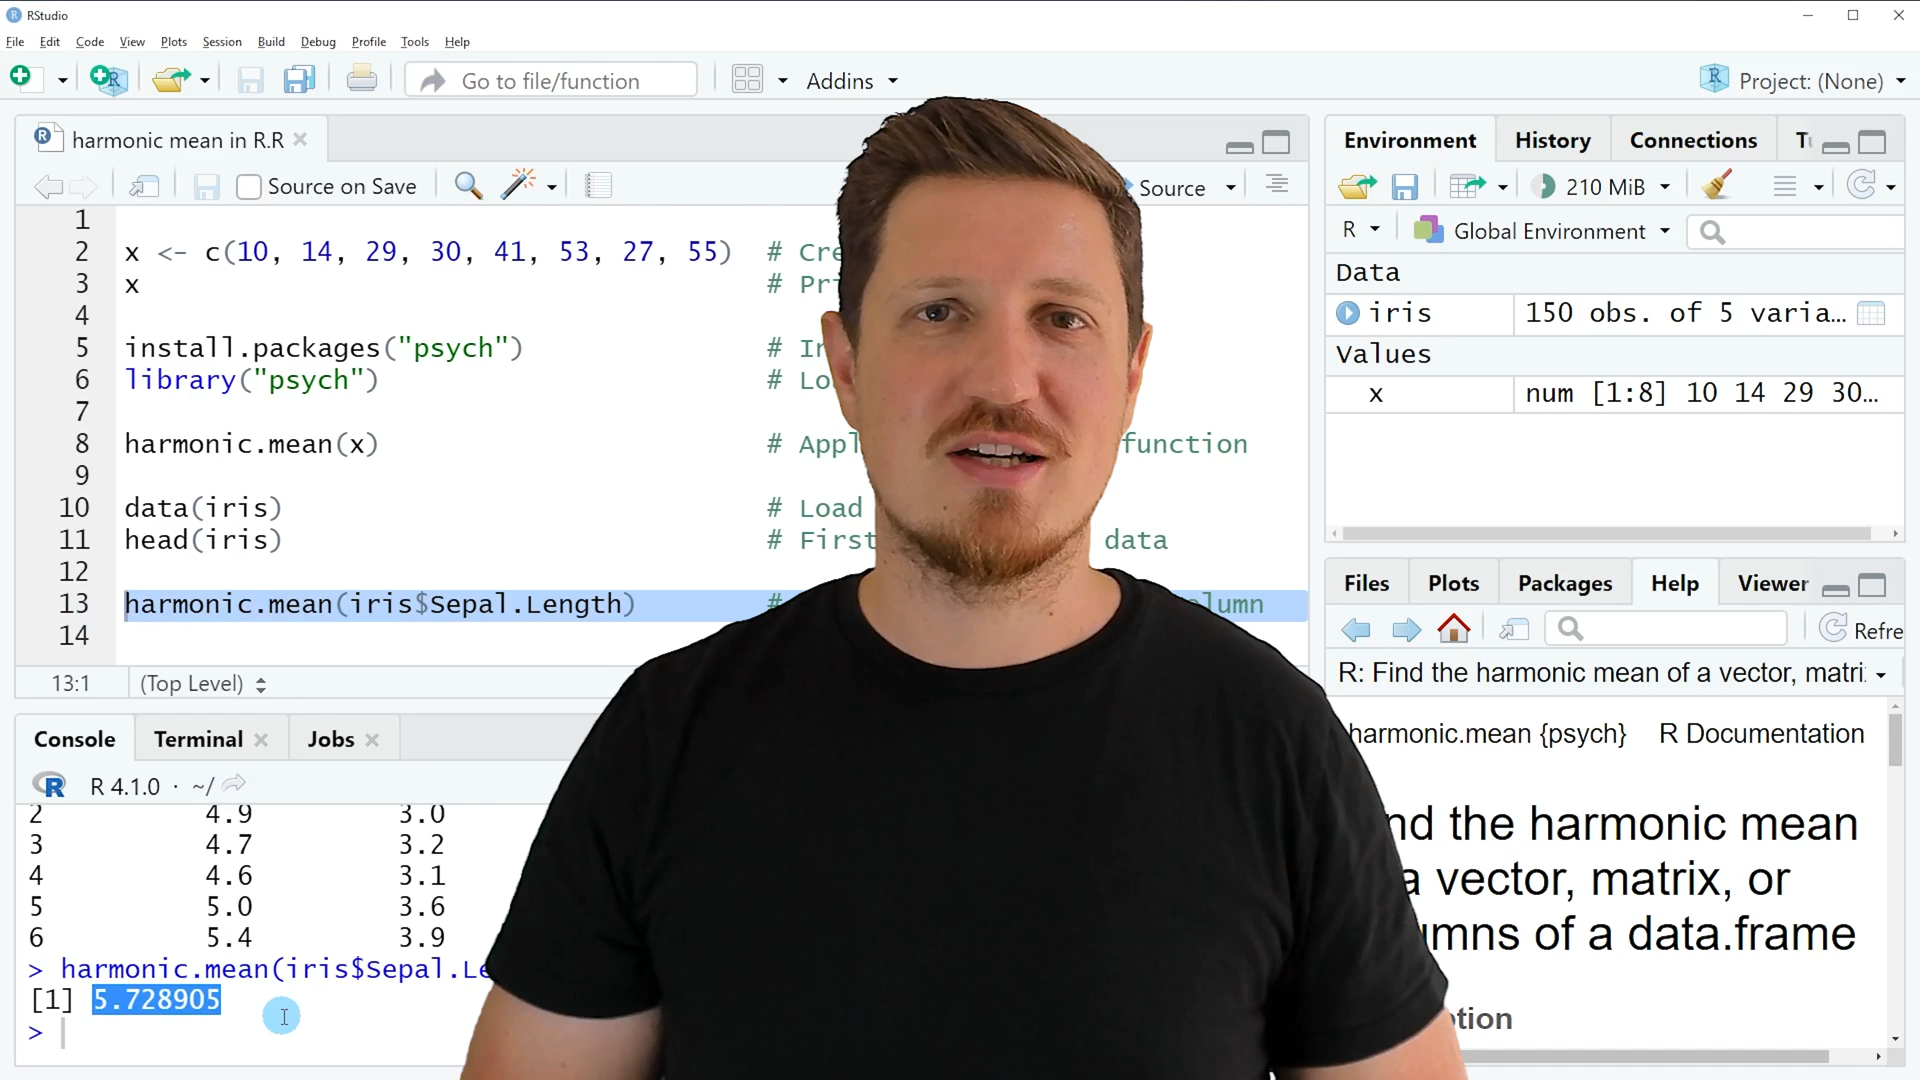 RStudio
File Edit Code View Plots Session Build Debug Profile Tools Help
Go to file/function Addins Project: (None)
harmonic mean in R.R
Source on Save Source
1
2 x <- c(10, 14, 29, 30, 41, 53, 27, 55) #
3 x #
4
5 install.packages("psych") #
6 library("psych") #
7
8 harmonic.mean(x) # function
9
10 data(iris) # Load
11 head(iris) # First data
12
13 harmonic.mean(iris$Sepal.Length) #
14
13:1 (Top Level)
Console Terminal Jobs
R 4.1.0 · ~/
2 4.9 3.0
3 4.7 3.2
4 4.6 3.1
5 5.0 3.6
6 5.4 3.9
> harmonic.mean(iris$Sepal.Le
[1] 5.728905
>
Environment History Connections
210 MiB
R Global Environment
Data
iris 150 obs. of 5 varia…
Values
x num [1:8] 10 14 29 30…
Files Plots Packages Help Viewer
Refre
R: Find the harmonic mean of a vector, matri
harmonic.mean {psych} R Documentation
nd the harmonic mean
a vector, matrix, or
umns of a data.frame